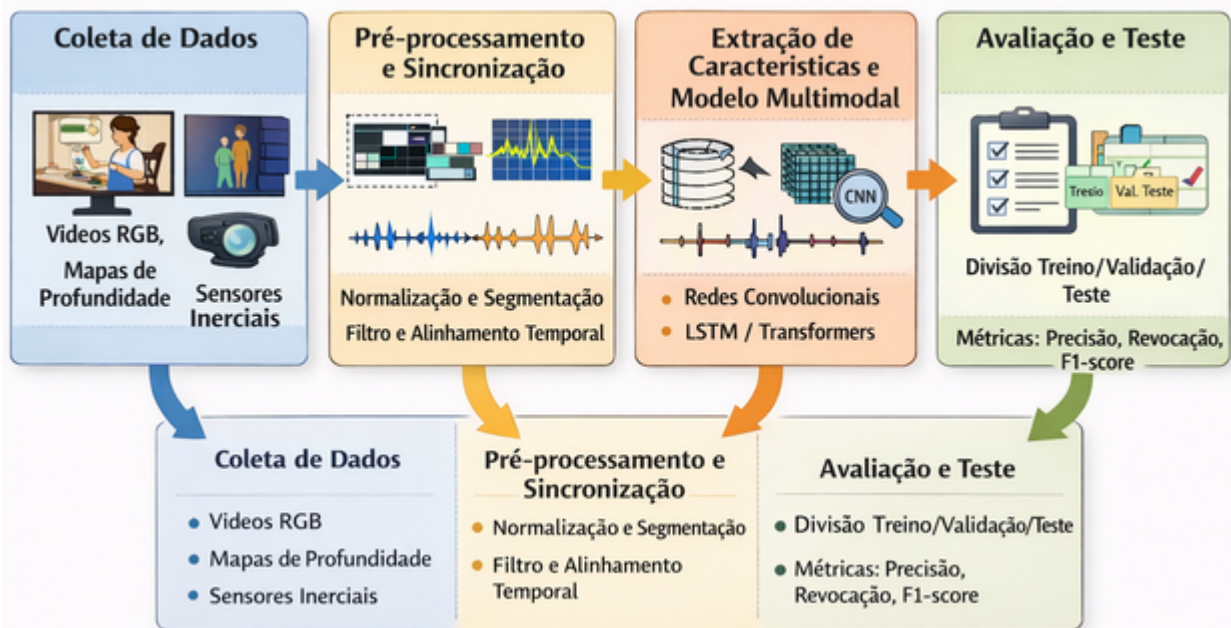 Coleta de Dados
Videos RGB,
Mapas de
Profundidade
Sensores
Inerciais
Pré-processamento
e Sincronização
Normalização e Segmentação
Filtro e Alinhamento Temporal
Extração de
Caracteristicas e
Modelo Multimodal
CNN
Redes Convolucionais
LSTM / Transformers
Avaliação e Teste
Val. Teste
Divisão Treino/Validação/
Teste
Métricas: Precisão, Revocação,
F1-score
Coleta de Dados
Videos RGB
Mapas de Profundidade
Sensores Inerciais
Pré-processamento e
Sincronização
Normalização e Segmentação
Filtro e Alinhamento
Temporal
Avaliação e Teste
Divisão Treino/Validação/Teste
Métricas: Precisão,
Revocação, F1-score